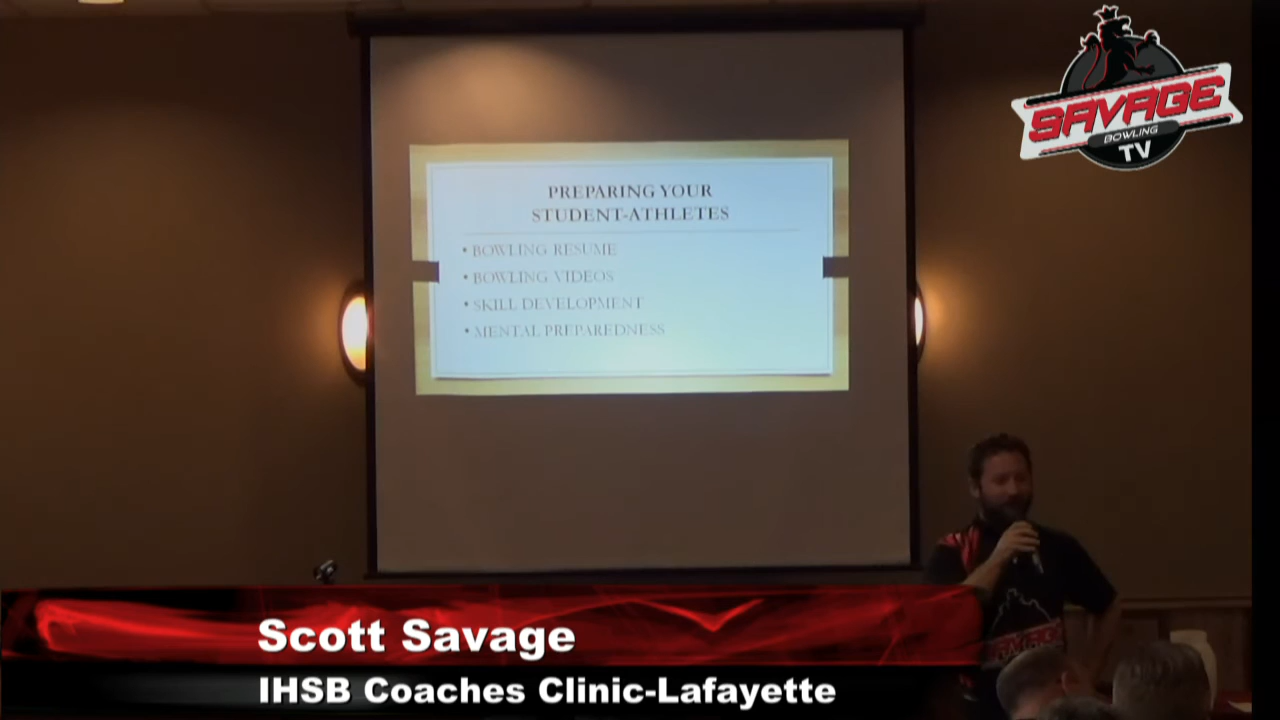 SAVAGE
BOWLING
TV
PREPARING YOUR
STUDENT-ATHLETES
• BOWLING RESUME
• BOWLING VIDEOS
• SKILL DEVELOPMENT
• MENTAL PREPAREDNESS
SAVAGE
Scott Savage
IHSB Coaches Clinic-Lafayette